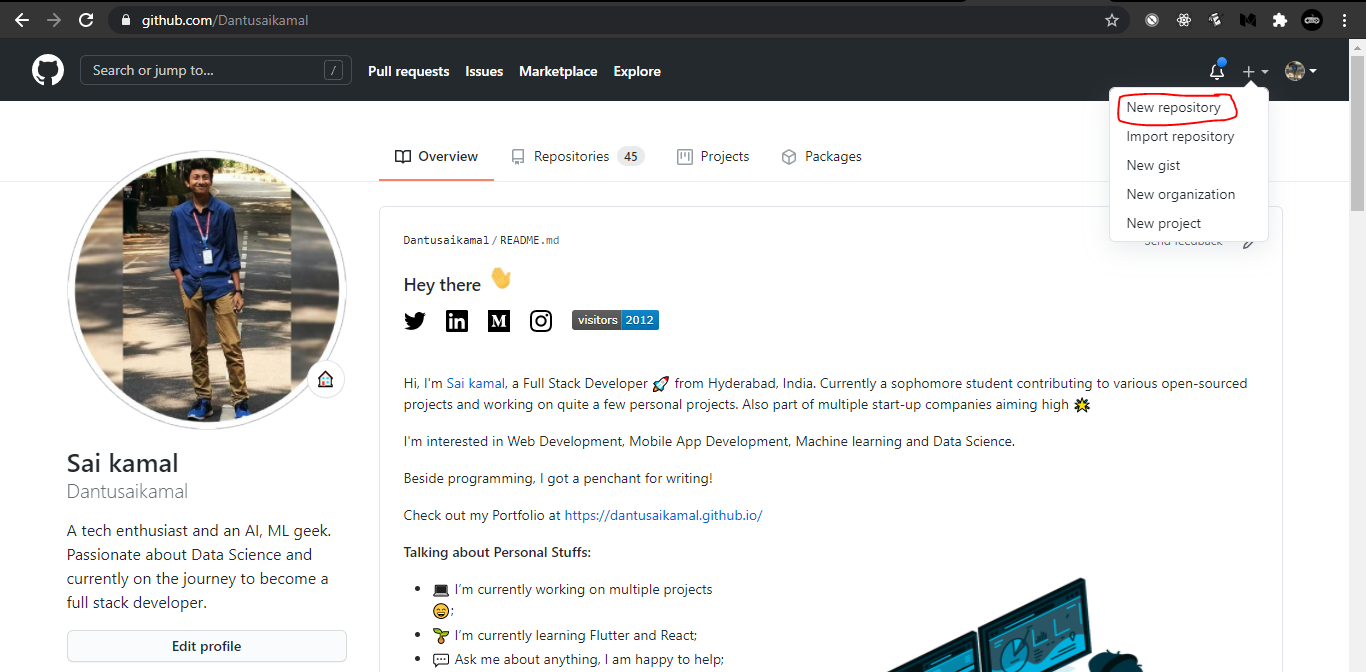 github.com/Dantusaikamal
Search or jump to... /
Pull requests
Issues
Marketplace
Explore
New repository
Import repository
New gist
New organization
New project
Overview
Repositories 45
Projects
Packages
Dantusaikamal / README.md
Send feedback
Hey there
M
visitors 2012
Hi, I'm Sai kamal, a Full Stack Developer 🚀 from Hyderabad, India. Currently a sophomore student contributing to various open-sourced
projects and working on quite a few personal projects. Also part of multiple start-up companies aiming high 🌟
I'm interested in Web Development, Mobile App Development, Machine learning and Data Science.
Beside programming, I got a penchant for writing!
Check out my Portfolio at https://dantusaikamal.github.io/
Talking about Personal Stuffs:
• 💻 I’m currently working on multiple projects
😄;
• 🌱 I’m currently learning Flutter and React;
• 💬 Ask me about anything, I am happy to help;
Sai kamal
Dantusaikamal
A tech enthusiast and an AI, ML geek.
Passionate about Data Science and
currently on the journey to become a
full stack developer.
Edit profile